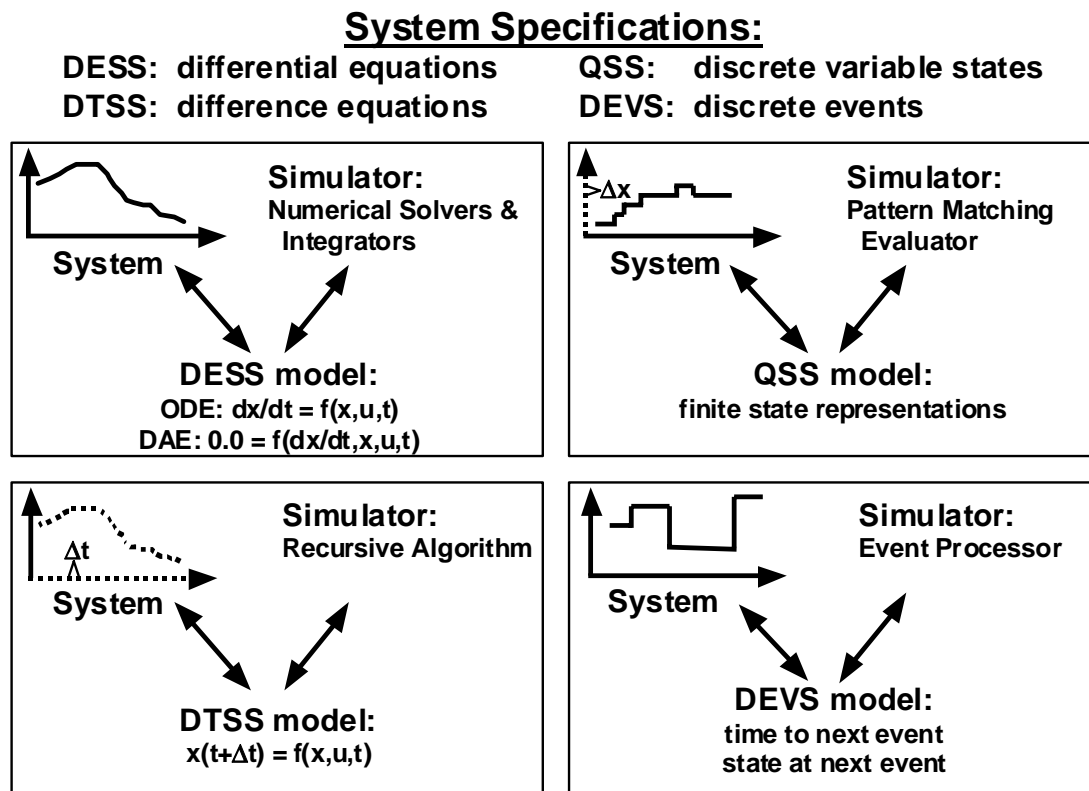 System Specifications:
DESS: differential equations
QSS: discrete variable states
DTSS: difference equations
DEVS: discrete events
Simulator:
Numerical Solvers &
Integrators
System
DESS model:
ODE: dx/dt = f(x,u,t)
DAE: 0.0 = f(dx/dt,x,u,t)
Δx
Simulator:
Pattern Matching
Evaluator
System
QSS model:
finite state representations
Simulator:
Recursive Algorithm
Δt
System
DTSS model:
x(t+Δt) = f(x,u,t)
Simulator:
Event Processor
System
DEVS model:
time to next event
state at next event